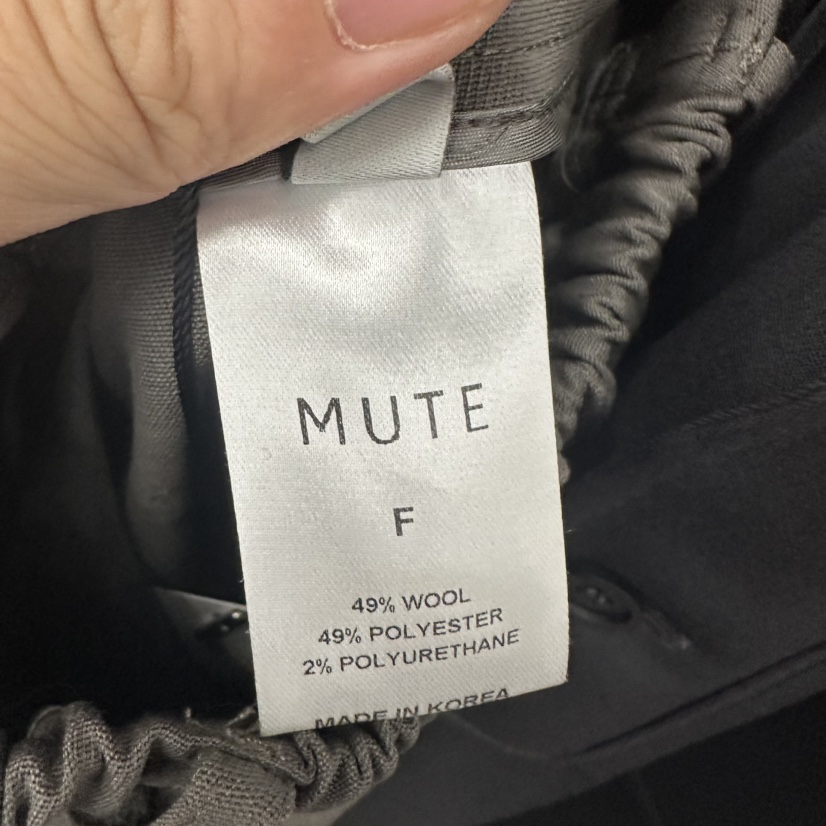 MUTE
F
49% WOOL
49% POLYESTER
2% POLYURETHANE
MADE IN KOREA